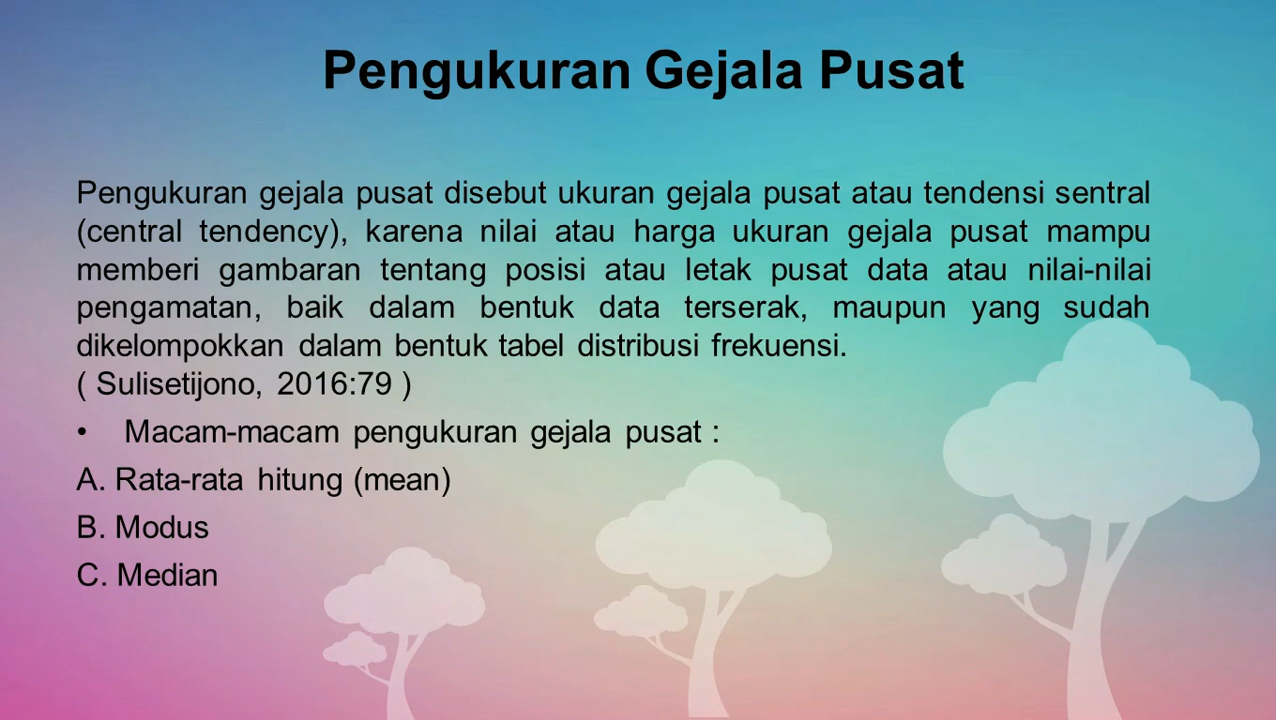 Pengukuran Gejala Pusat
Pengukuran gejala pusat disebut ukuran gejala pusat atau tendensi sentral
(central tendency), karena nilai atau harga ukuran gejala pusat mampu
memberi gambaran tentang posisi atau letak pusat data atau nilai-nilai
pengamatan, baik dalam bentuk data terserak, maupun yang sudah
dikelompokkan dalam bentuk tabel distribusi frekuensi.
( Sulisetijono, 2016:79 )
• Macam-macam pengukuran gejala pusat :
A. Rata-rata hitung (mean)
B. Modus
C. Median